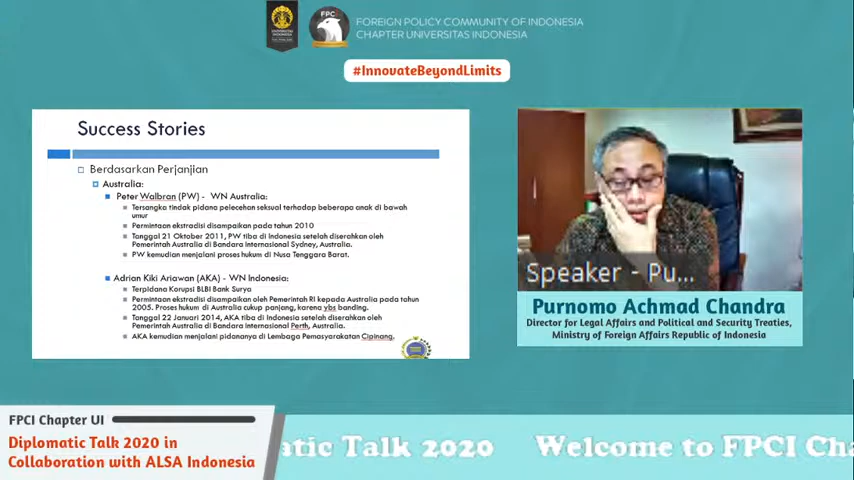 FPC
FOREIGN POLICY COMMUNITY OF INDONESIA
CHAPTER UNIVERSITAS INDONESIA
#InnovateBeyondLimits
Success Stories
Berdasarkan Perjanjian
Australia:
Peter Walbran (PW) - WN Australia:
Tersangka tindak pidana pelecehan seksual terhadap beberapa anak di bawah
umur
Permintaan ekstradisi disampaikan pada tahun 2010
Tanggal 21 Oktober 2011, PW tiba di Indonesia setelah diserahkan oleh
Pemerintah Australia di Bandara Internasional Sydney, Australia.
PW kemudian menjalani proses hukum di Nusa Tenggara Barat.
Adrian Kiki Ariawan (AKA) - WN Indonesia:
Terpidana Korupsi BLBI Bank Surya
Permintaan ekstradisi disampaikan oleh Pemerintah RI kepada Australia pada tahun
2005. Proses hukum di Australia cukup panjang, karena ybs banding.
Tanggal 22 Januari 2014, AKA tiba di Indonesia setelah diserahkan oleh
Pemerintah Australia di Bandara Internasional Perth, Australia.
AKA kemudian menjalani pidananya di Lembaga Pemasyarakatan Cipinang.
Speaker - Pu...
Purnomo Achmad Chandra
Director for Legal Affairs and Political and Security Treaties,
Ministry of Foreign Affairs Republic of Indonesia
FPCI Chapter UI
Diplomatic Talk 2020 in
Collaboration with ALSA Indonesia
atic Talk 2020 Welcome to FPCI Cha